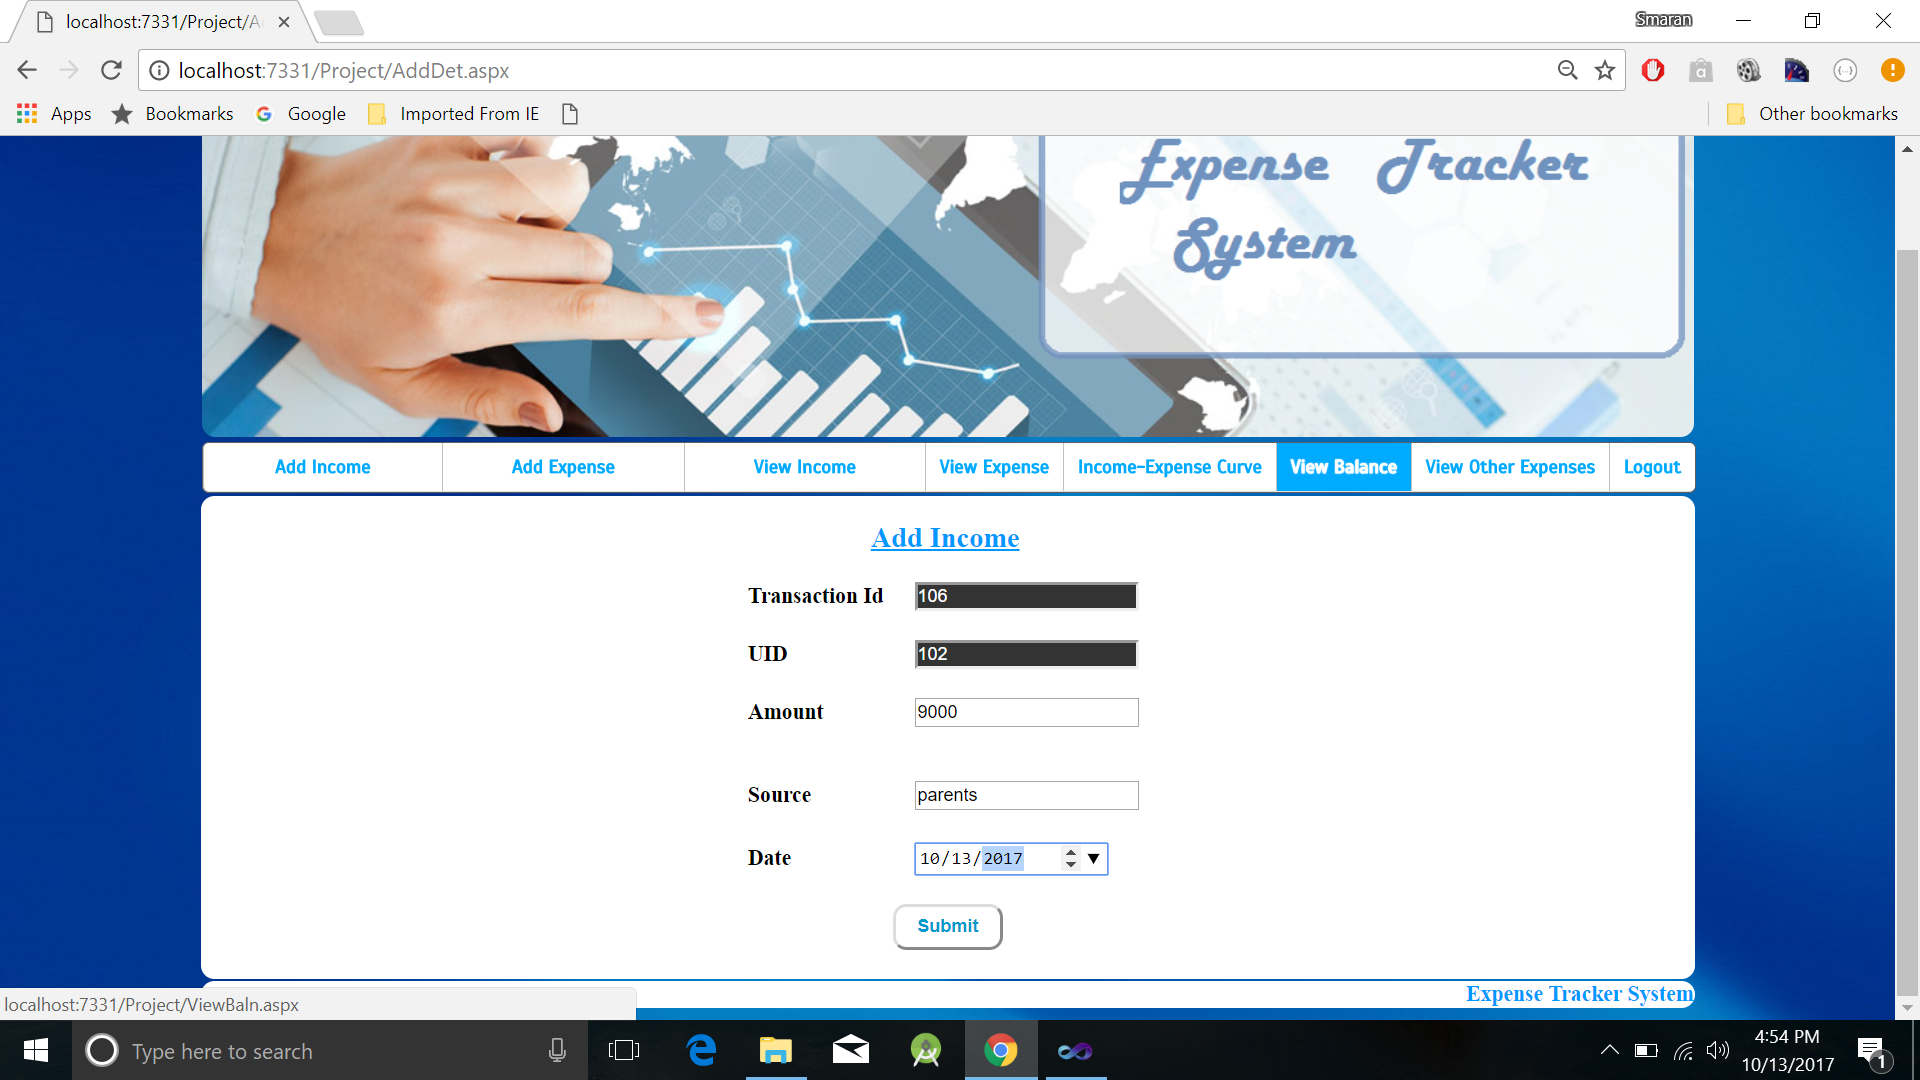 localhost:7331/Project/A
Smaran
localhost:7331/Project/AddDet.aspx
Apps Bookmarks Google Imported From IE Other bookmarks
Expense Tracker
System
Add Income Add Expense View Income View Expense Income-Expense Curve View Balance View Other Expenses Logout
Add Income
Transaction Id 106
UID 102
Amount 9000
Source parents
Date 10/13/2017
Submit
Expense Tracker System
localhost:7331/Project/ViewBaln.aspx
Type here to search
4:54 PM
10/13/2017
1